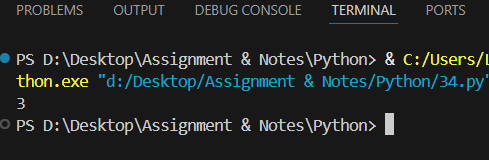 PROBLEMS OUTPUT DEBUG CONSOLE TERMINAL PORTS
PS D:\Desktop\Assignment & Notes\Python> & C:/Users/L
thon.exe "d:/Desktop/Assignment & Notes/Python/34.py"
3
PS D:\Desktop\Assignment & Notes\Python>